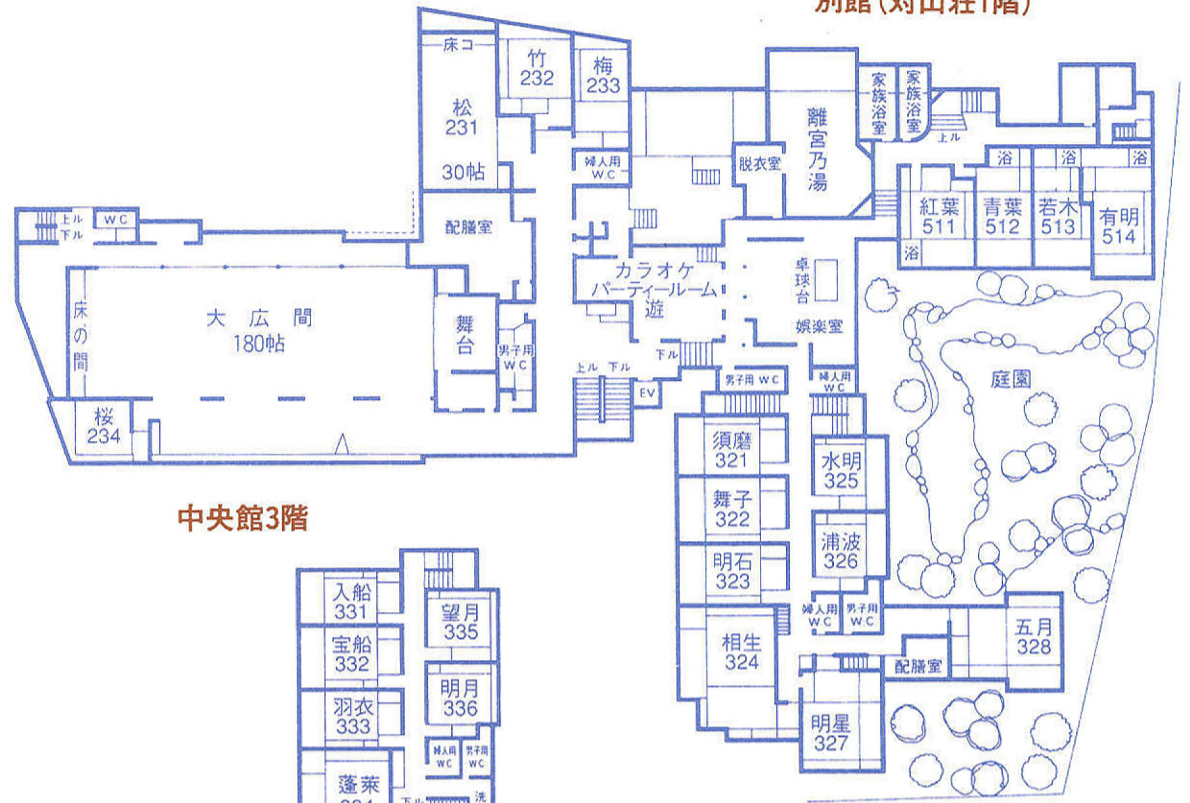 別館(対山荘1階)
床コ
松
231
30帖
竹
232
梅
233
婦人用
W.C
配膳室
脱衣室
離宮乃湯
家族浴室
家族浴室
上ル
浴
浴
浴
紅葉
511
青葉
512
若木
513
有明
514
浴
上ル
下ル
WC
床の間
大広間
180帖
舞台
男子用
WC
桜
234
カラオケ
パーティールーム
遊
卓球台
娯楽室
下ル
上ル 下ル
EV
男子用 WC
婦人用
WC
庭園
須磨
321
舞子
322
明石
323
相生
324
水明
325
浦波
326
婦人用
WC
男子用
WC
配膳室
五月
328
明星
327
中央館3階
入船
331
宝船
332
羽衣
333
蓬莱
望月
335
明月
336
婦人用
WC
男子用
WC
洗
下ル